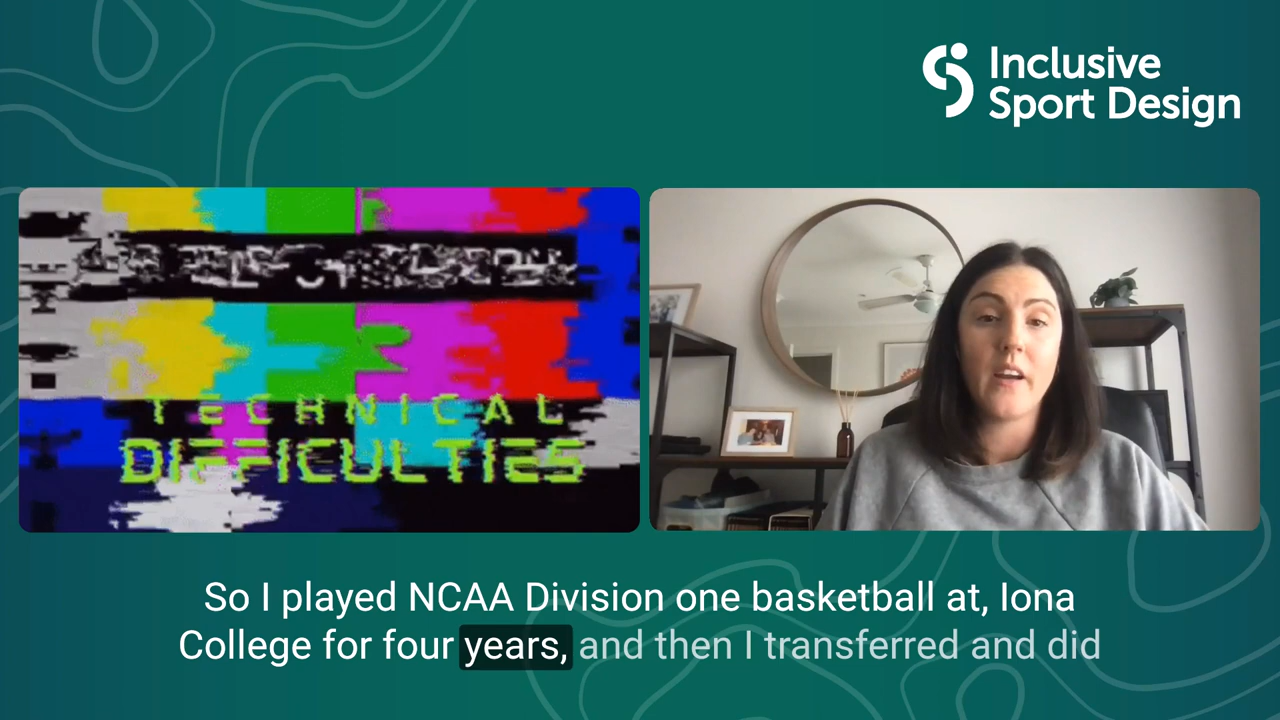 Inclusive
Sport Design
TECHNICAL
DIFFICULTIES
So I played NCAA Division one basketball at, Iona
College for four years, and then I transferred and did